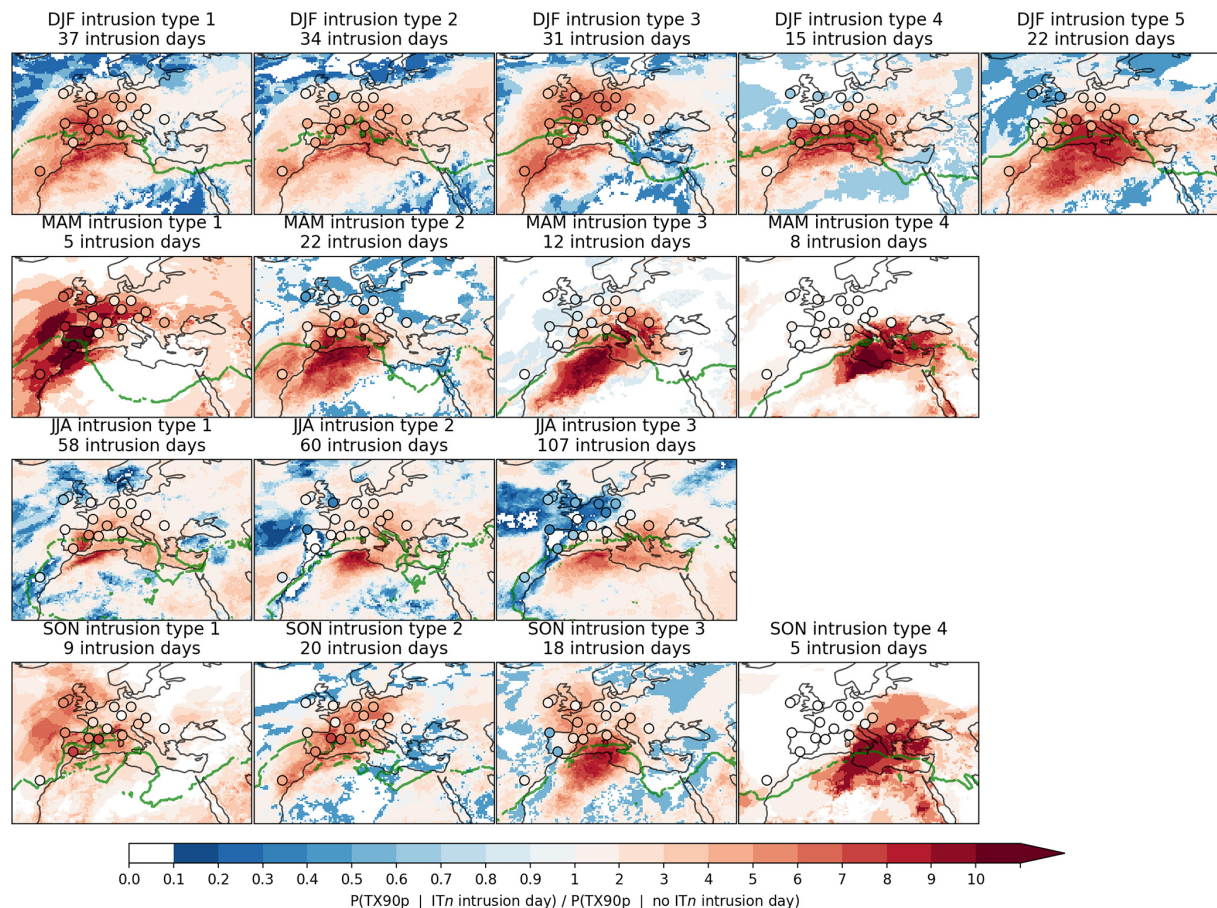 DJF intrusion type 1
37 intrusion days
DJF intrusion type 2
34 intrusion days
DJF intrusion type 3
31 intrusion days
DJF intrusion type 4
15 intrusion days
DJF intrusion type 5
22 intrusion days
MAM intrusion type 1
5 intrusion days
MAM intrusion type 2
22 intrusion days
MAM intrusion type 3
12 intrusion days
MAM intrusion type 4
8 intrusion days
JJA intrusion type 1
58 intrusion days
JJA intrusion type 2
60 intrusion days
JJA intrusion type 3
107 intrusion days
SON intrusion type 1
9 intrusion days
SON intrusion type 2
20 intrusion days
SON intrusion type 3
18 intrusion days
SON intrusion type 4
5 intrusion days
0.0 0.1 0.2 0.3 0.4 0.5 0.6 0.7 0.8 0.9 1 2 3 4 5 6 7 8 9 10
P(TX90p | ITn intrusion day) / P(TX90p | no ITn intrusion day)